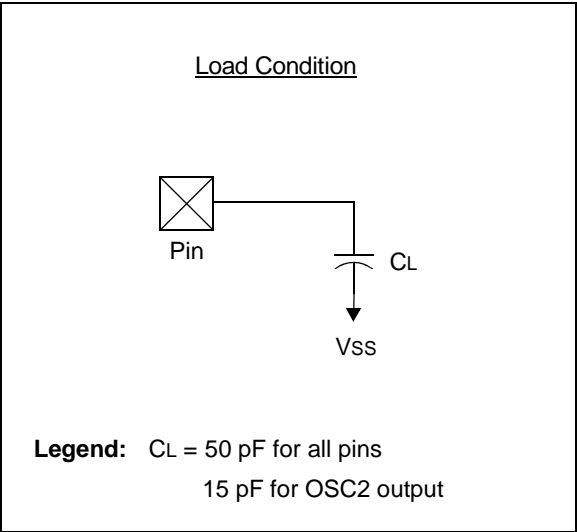 Load Condition
Pin
CL
VSS
Legend: CL = 50 pF for all pins
15 pF for OSC2 output